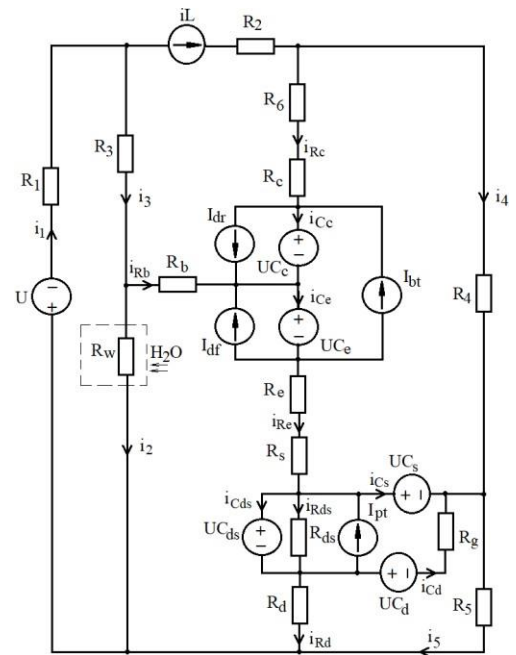 iL
R2
R6
R3
iRc
R1
Rc
i3
i4
i1
Idr
iCc
iRb
Rb
UCc
Ibt
iCe
U
R4
Rw
H2O
Idf
UCe
Re
iRe
i2
Rs
UCs
iCs
iCds
iRds
Ipt
UCds
Rds
Rg
iCd
UCd
R5
Rd
i5
iRd